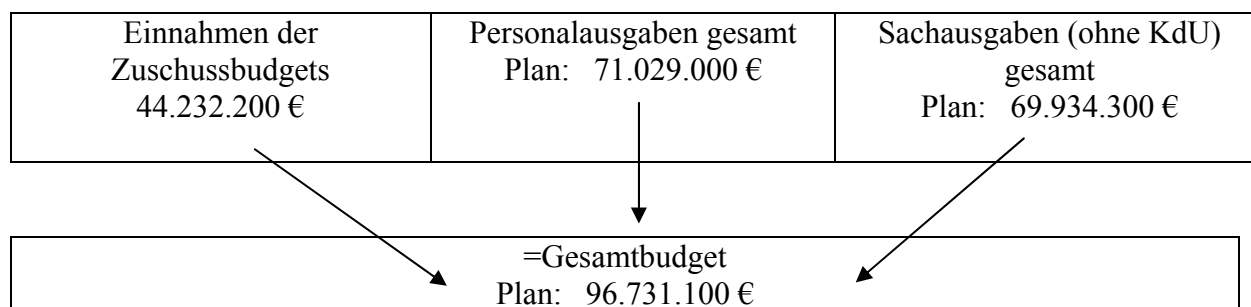 Einnahmen der
Zuschussbudgets
44.232.200 €
Personalausgaben gesamt
Plan: 71.029.000 €
Sachausgaben (ohne KdU)
gesamt
Plan: 69.934.300 €
=Gesamtbudget
Plan: 96.731.100 €